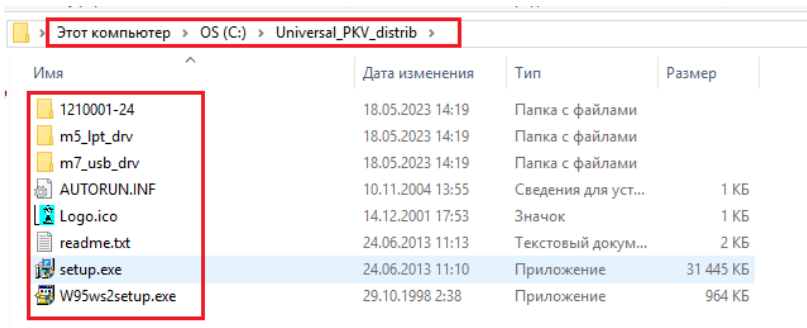 Этот компьютер > OS (C:) > Universal_PKV_distrib >
Имя Дата изменения Тип Размер
1210001-24 18.05.2023 14:19 Папка с файлами
m5_lpt_drv 18.05.2023 14:19 Папка с файлами
m7_usb_drv 18.05.2023 14:19 Папка с файлами
AUTORUN.INF 10.11.2004 13:55 Сведения для уст... 1 КБ
Logo.ico 14.12.2001 17:53 Значок 1 КБ
readme.txt 24.06.2013 11:13 Текстовый докум... 2 КБ
setup.exe 24.06.2013 11:10 Приложение 31 445 КБ
W95ws2setup.exe 29.10.1998 2:38 Приложение 964 КБ